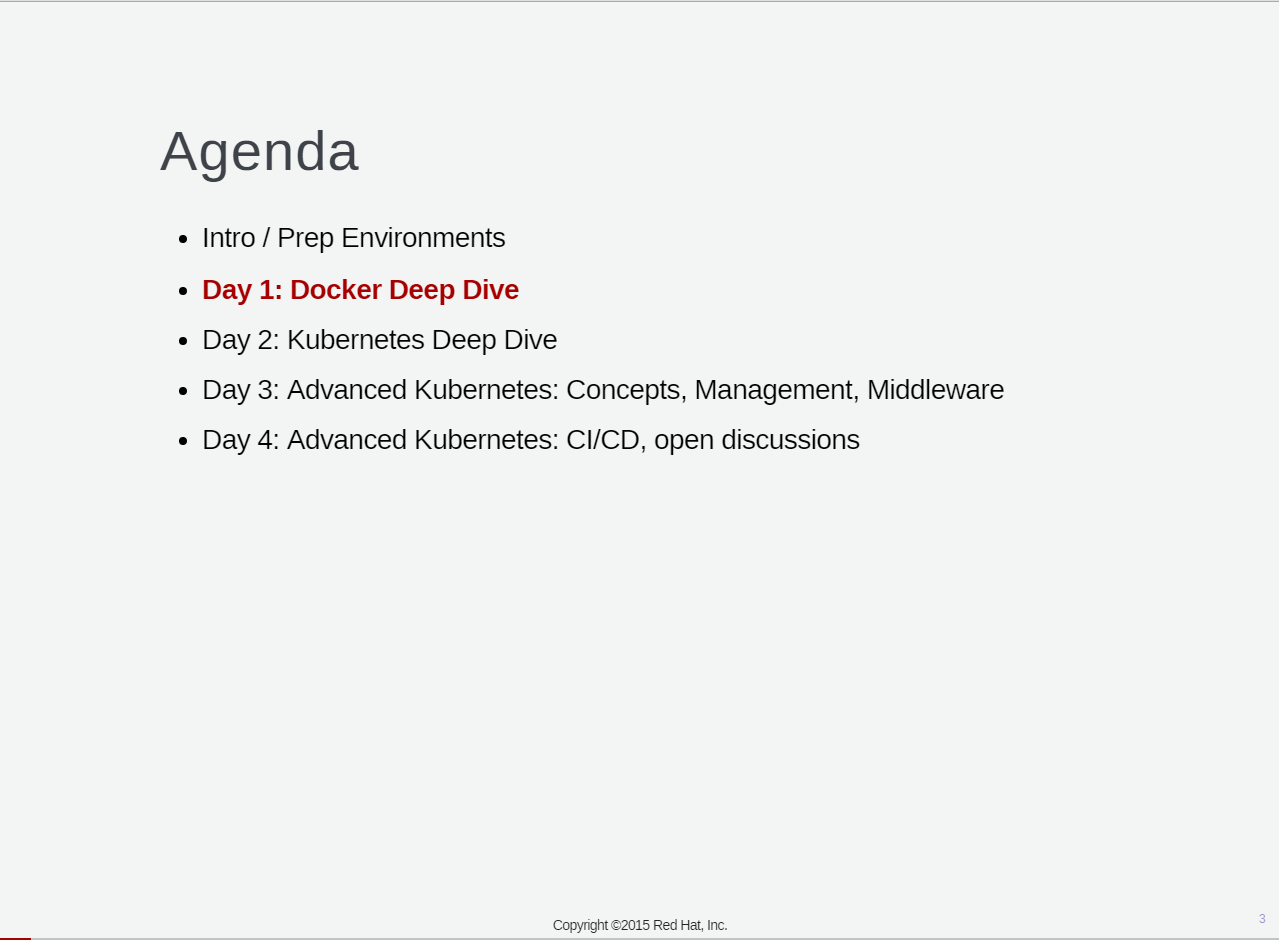 Agenda
Intro / Prep Environments
Day 1: Docker Deep Dive
Day 2: Kubernetes Deep Dive
Day 3: Advanced Kubernetes: Concepts, Management, Middleware
Day 4: Advanced Kubernetes: CI/CD, open discussions
Copyright ©2015 Red Hat, Inc.
3